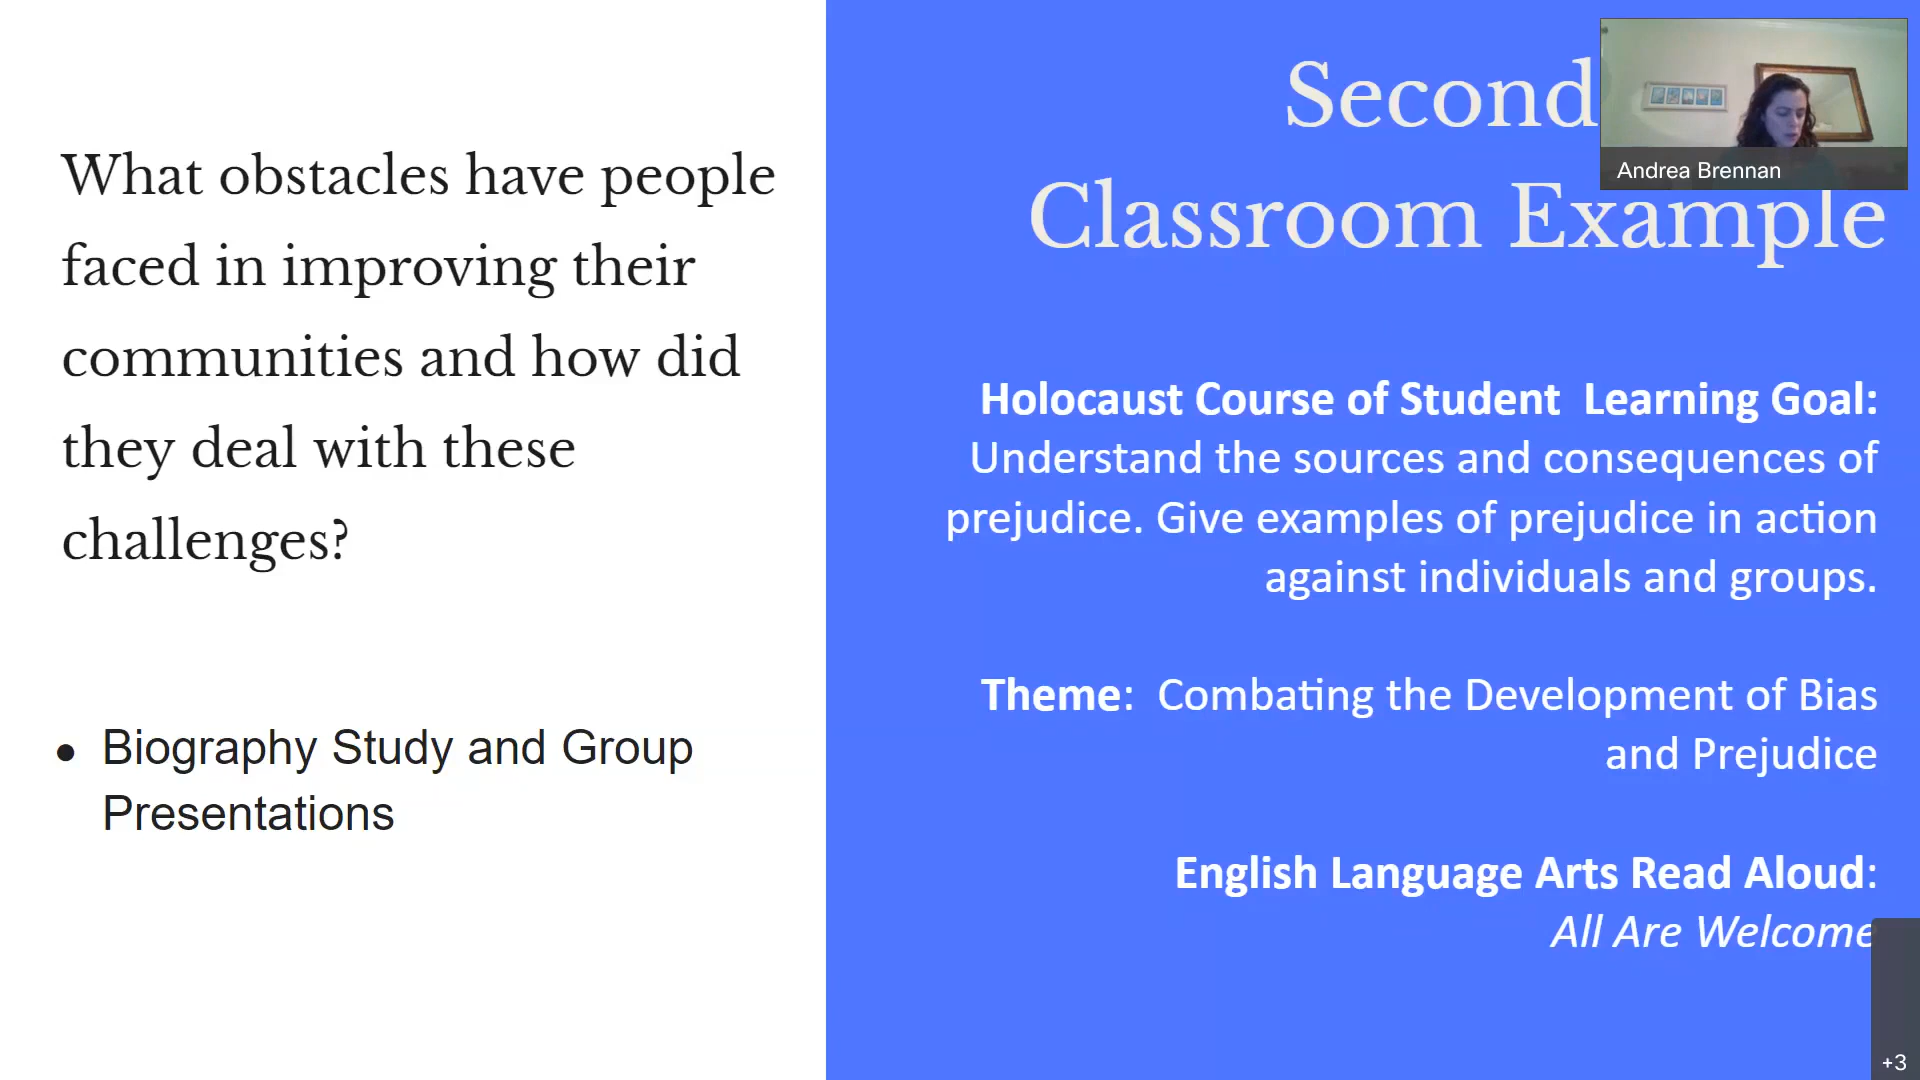 What obstacles have people
faced in improving their
communities and how did
they deal with these
challenges?
● Biography Study and Group
Presentations
Second
Classroom Example
Holocaust Course of Student  Learning Goal:
Understand the sources and consequences of
prejudice. Give examples of prejudice in action
against individuals and groups.
Theme:  Combating the Development of Bias
and Prejudice
English Language Arts Read Aloud:
All Are Welcome
Andrea Brennan
+3